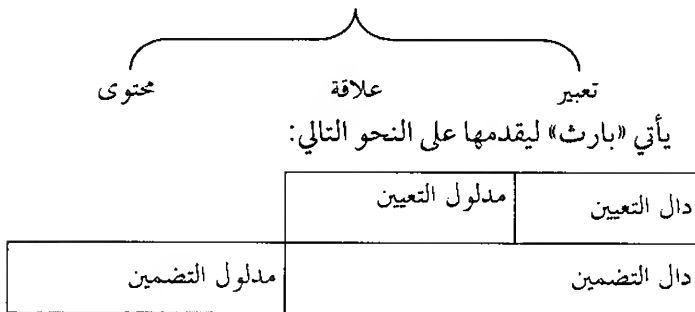 تعبير علاقة محتوى
يأتي «بارث» ليقدمها على النحو التالي:
دال التعيين مدلول التعيين
دال التضمين مدلول التضمين